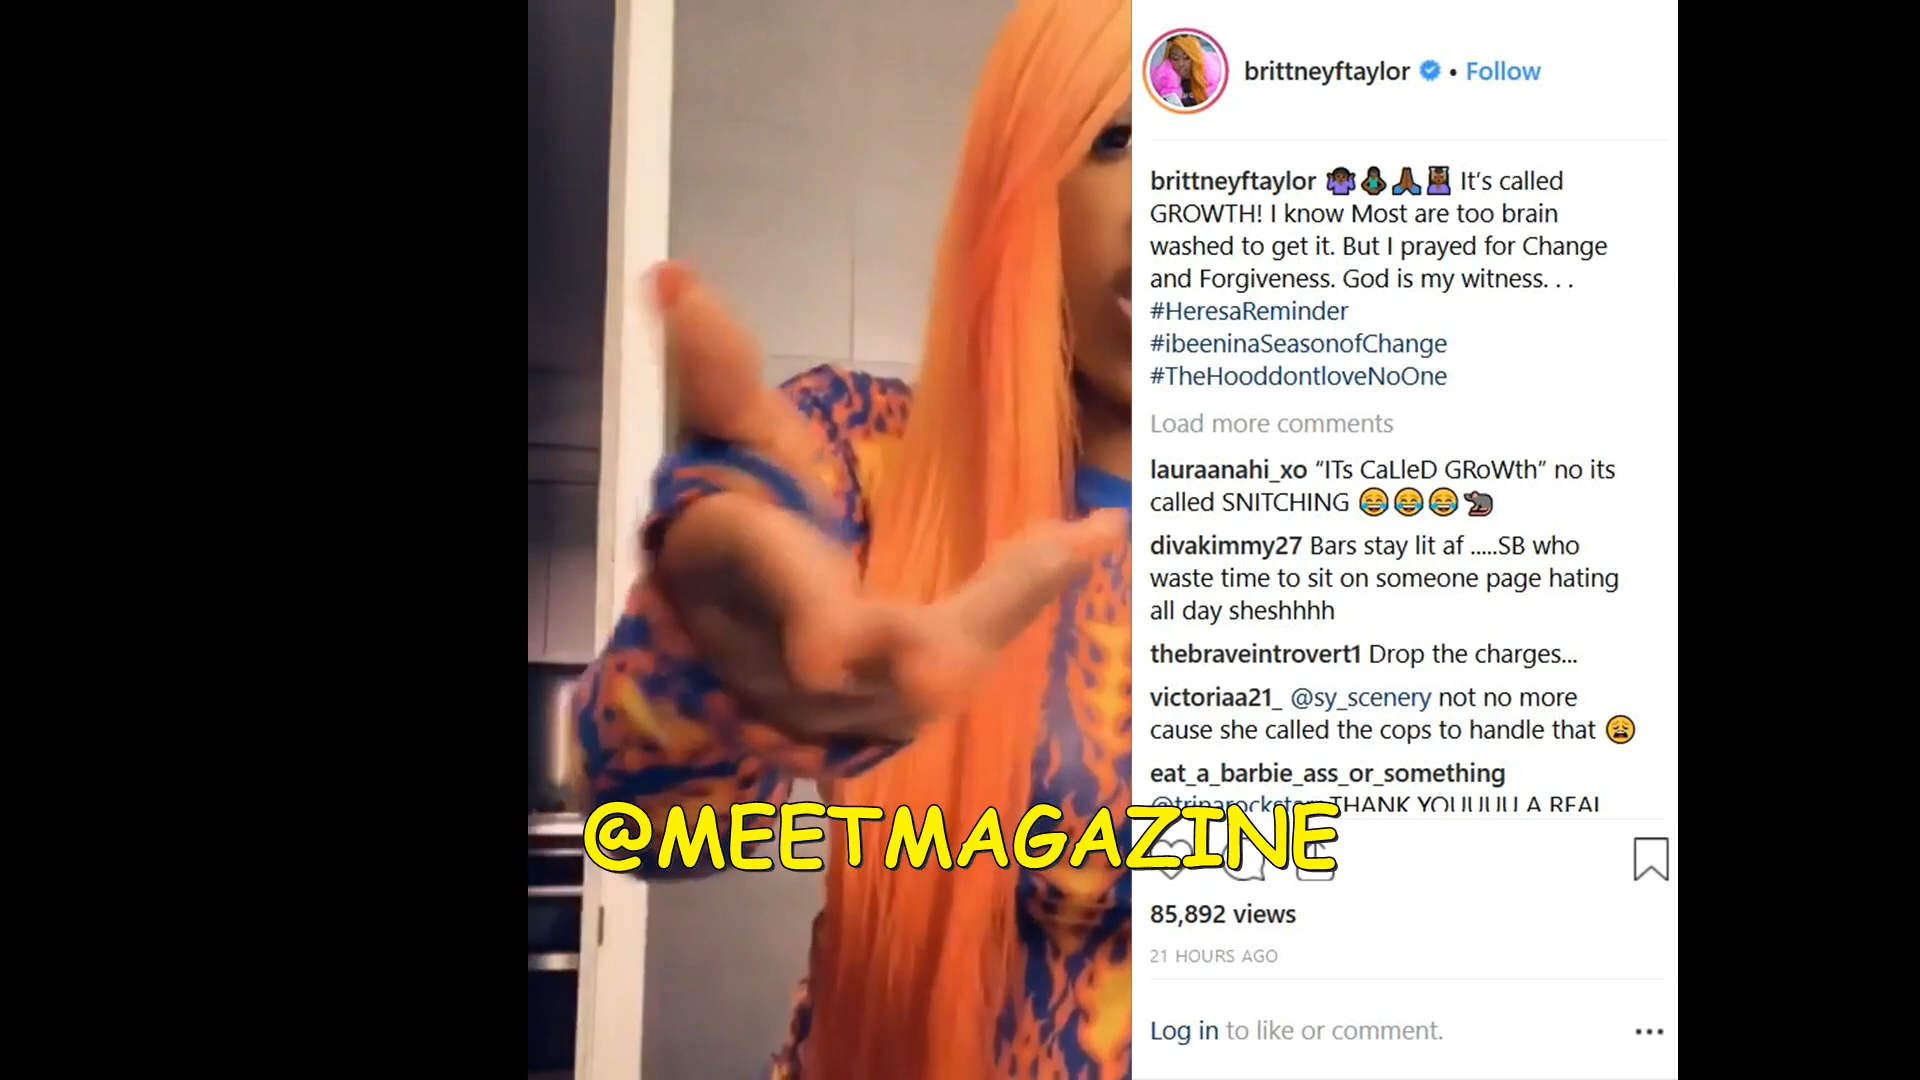 brittneyftaylor • Follow
brittneyftaylor 🤷🏾‍♀️🧘🏾‍♀️🙏🏾💆🏾‍♀️ It's called
GROWTH! I know Most are too brain
washed to get it. But I prayed for Change
and Forgiveness. God is my witness. . .
#HeresaReminder
#ibeeninaSeasonofChange
#TheHooddontloveNoOne
Load more comments
lauraanahi_xo “ITs CaLleD GRoWth” no its
called SNITCHING 😂😂😂🐀
divakimmy27 Bars stay lit af .....SB who
waste time to sit on someone page hating
all day sheshhhh
thebraveintrovert1 Drop the charges...
victoriaa21_ @sy_scenery not no more
cause she called the cops to handle that 😩
eat_a_barbie_ass_or_something
THANK YOUUUU A REAL
@MEETMAGAZINE
85,892 views
21 HOURS AGO
Log in to like or comment.